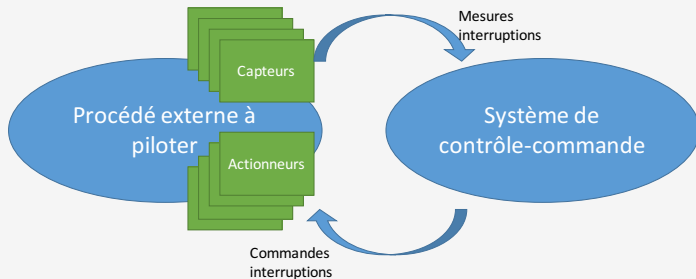 Mesures
interruptions
Capteurs
Procédé externe à
piloter
Actionneurs
Système de
contrôle-commande
Commandes
interruptions